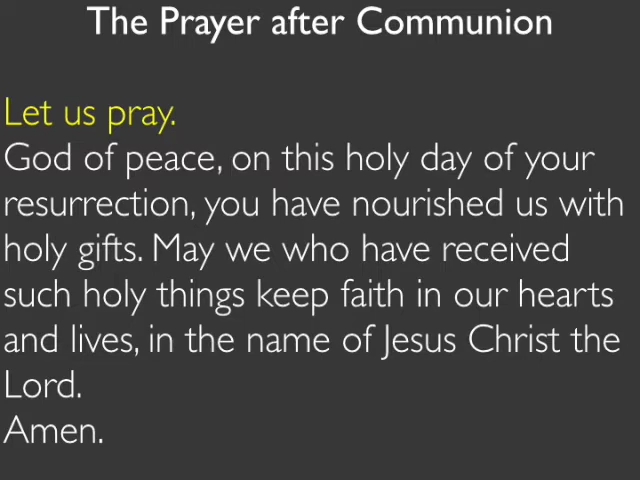 The Prayer after Communion
Let us pray.
God of peace, on this holy day of your
resurrection, you have nourished us with
holy gifts. May we who have received
such holy things keep faith in our hearts
and lives, in the name of Jesus Christ the
Lord.
Amen.